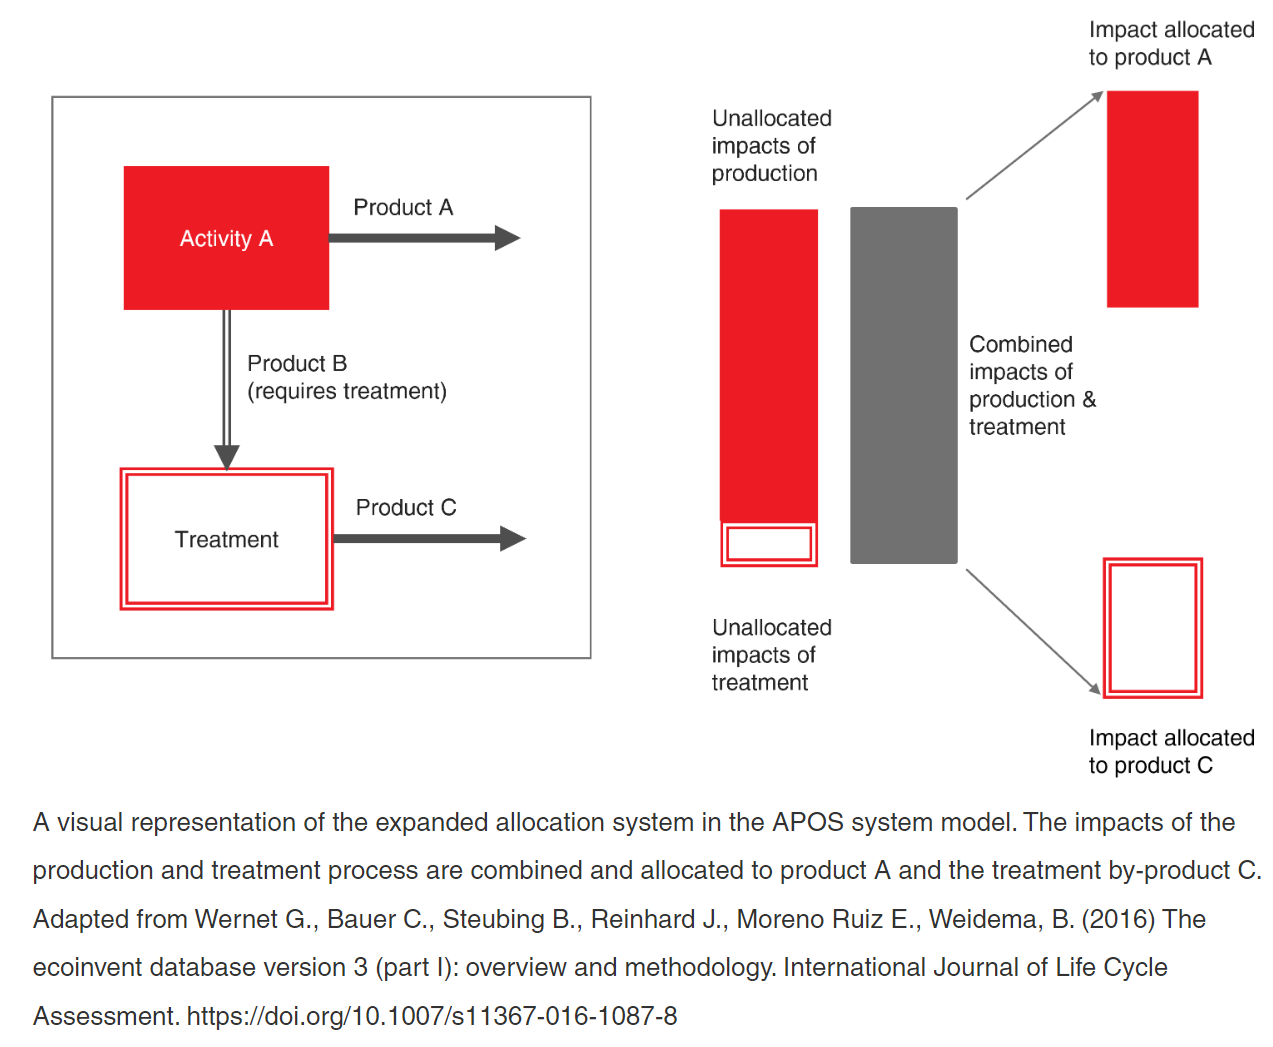 Activity A
Product A
Product B
(requires treatment)
Treatment
Product C
Unallocated
impacts of
production
Unallocated
impacts of
treatment
Combined
impacts of
production &
treatment
Impact allocated
to product A
Impact allocated
to product C
A visual representation of the expanded allocation system in the APOS system model. The impacts of the
production and treatment process are combined and allocated to product A and the treatment by-product C.
Adapted from Wernet G., Bauer C., Steubing B., Reinhard J., Moreno Ruiz E., Weidema, B. (2016) The
ecoinvent database version 3 (part I): overview and methodology. International Journal of Life Cycle
Assessment. https://doi.org/10.1007/s11367-016-1087-8